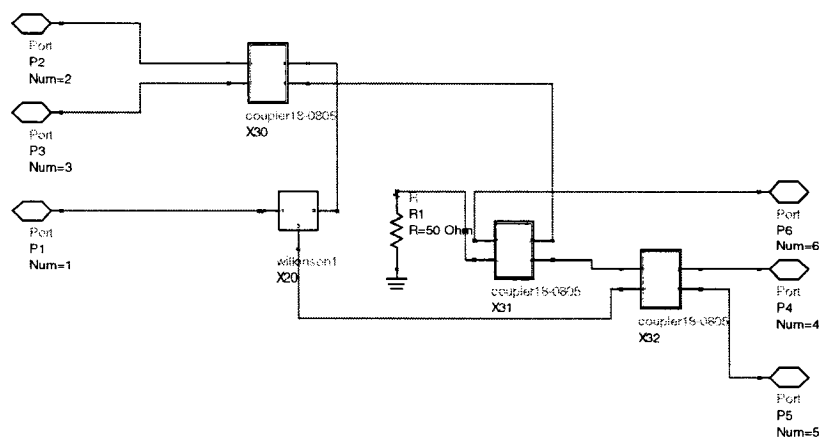 Port
P2
Num=2
coupler18-0805
X30
Port
P3
Num=3
R
R1
R=50 Ohm
Port
P1
Num=1
wilkinson1
X20
Port
P6
Num=6
coupler18-0805
X31
Port
P4
Num=4
coupler18-0805
X32
Port
P5
Num=5